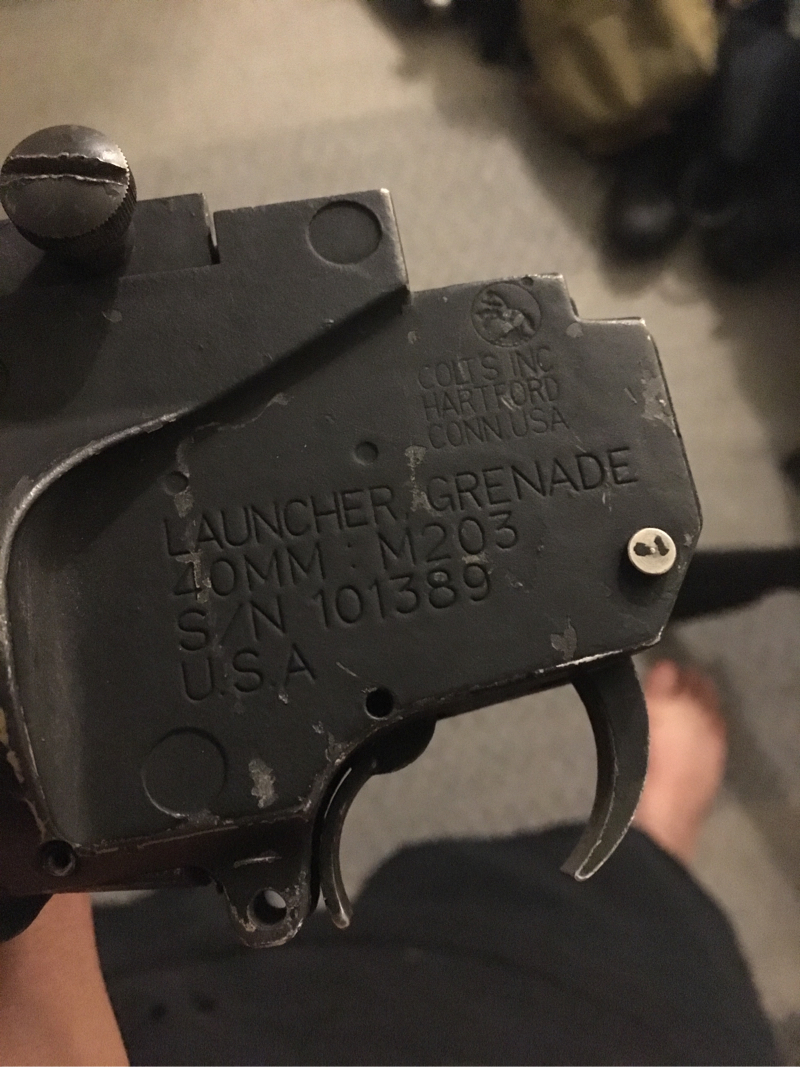 COLT'S INC
HARTFORD
CONN. USA
LAUNCHER, GRENADE
40MM : M203
S/N 101389
U.S.A